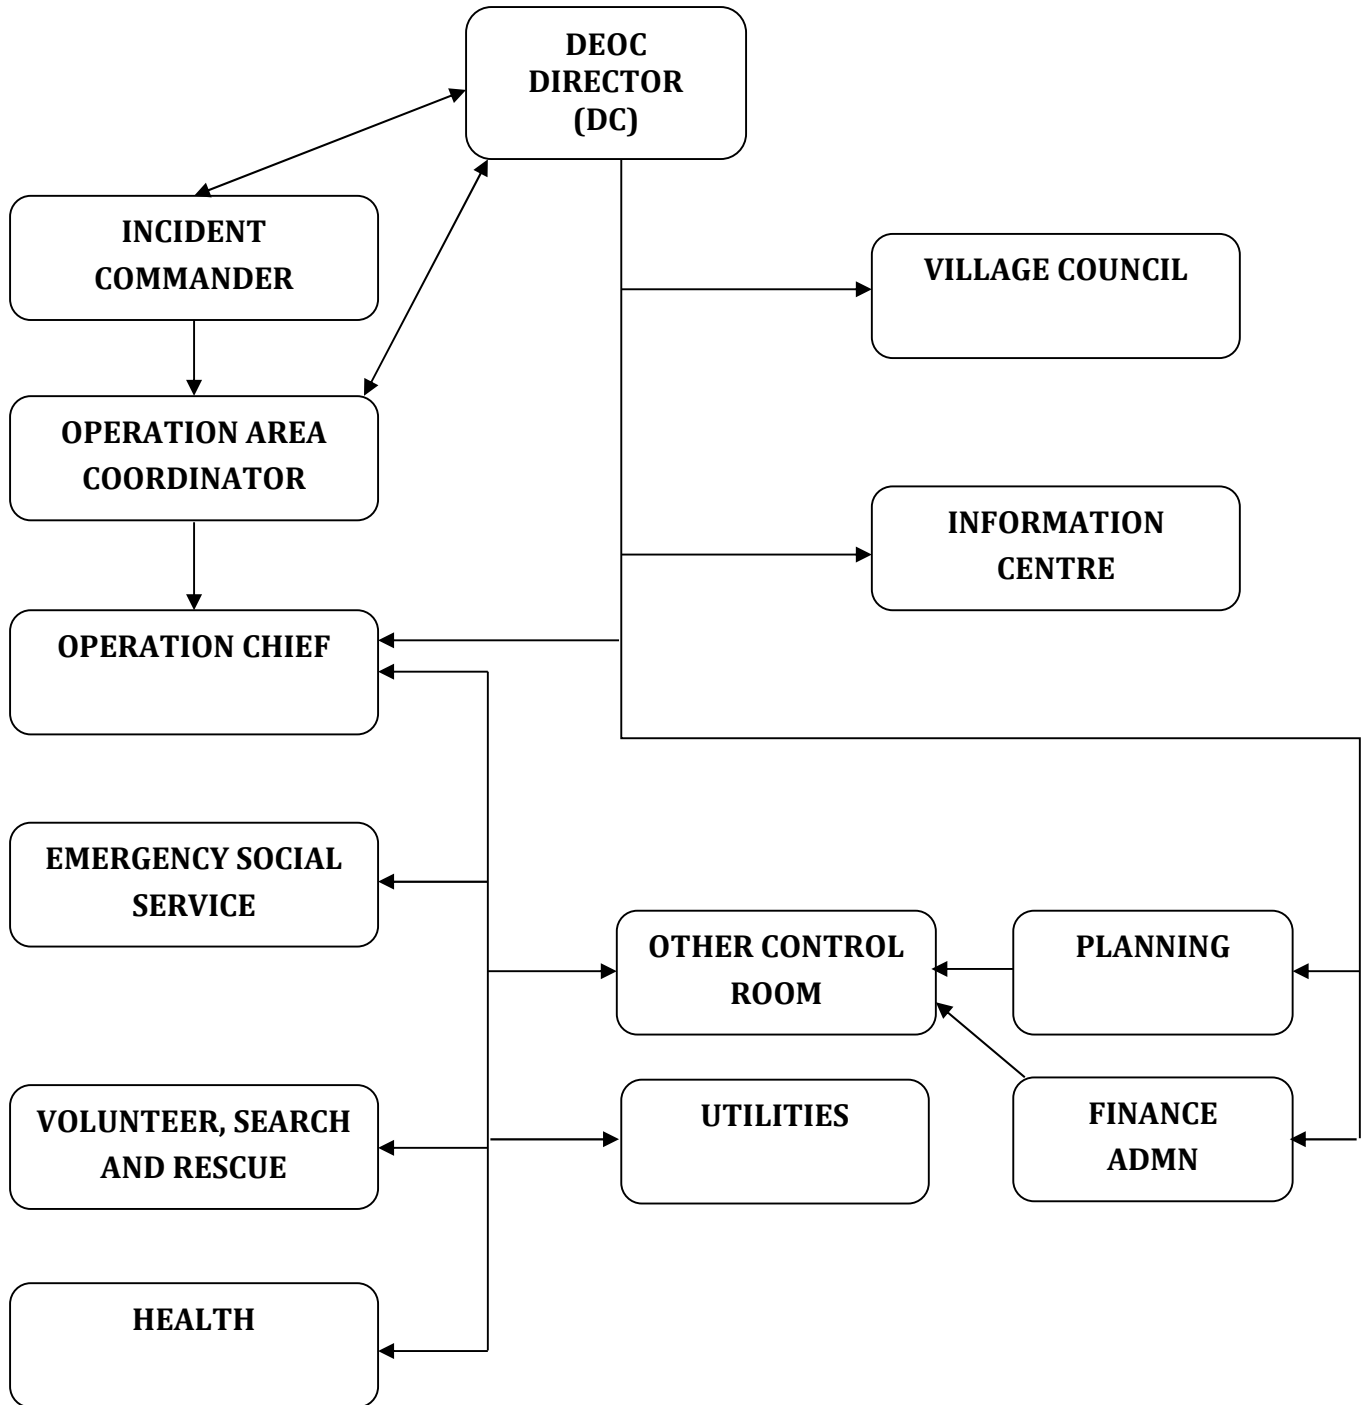 DEOC
DIRECTOR
(DC)
INCIDENT
COMMANDER
VILLAGE COUNCIL
OPERATION AREA
COORDINATOR
INFORMATION
CENTRE
OPERATION CHIEF
EMERGENCY SOCIAL
SERVICE
OTHER CONTROL
ROOM
PLANNING
VOLUNTEER, SEARCH
AND RESCUE
UTILITIES
FINANCE
ADMN
HEALTH